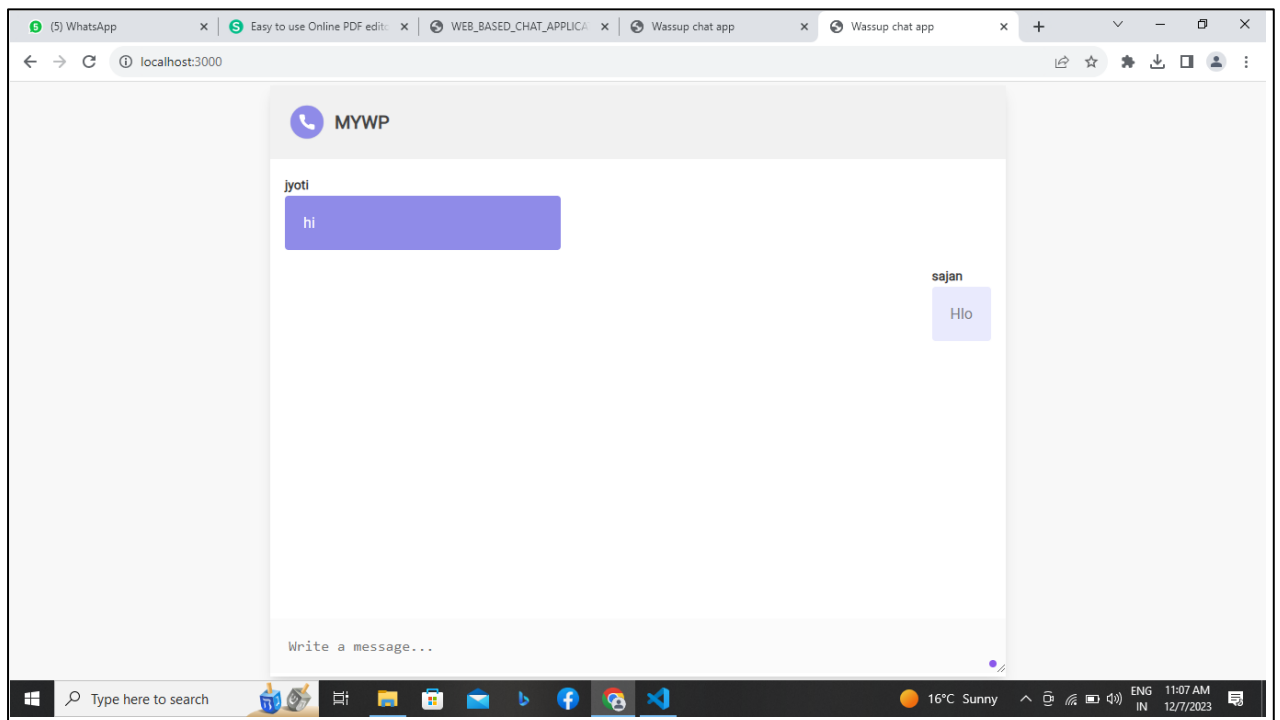 (5) WhatsApp
Easy to use Online PDF edito
WEB_BASED_CHAT_APPLICA
Wassup chat app
Wassup chat app
localhost:3000
MYWP
jyoti
hi
sajan
Hlo
Write a message...
Type here to search
16°C Sunny
ENG
IN
11:07 AM
12/7/2023